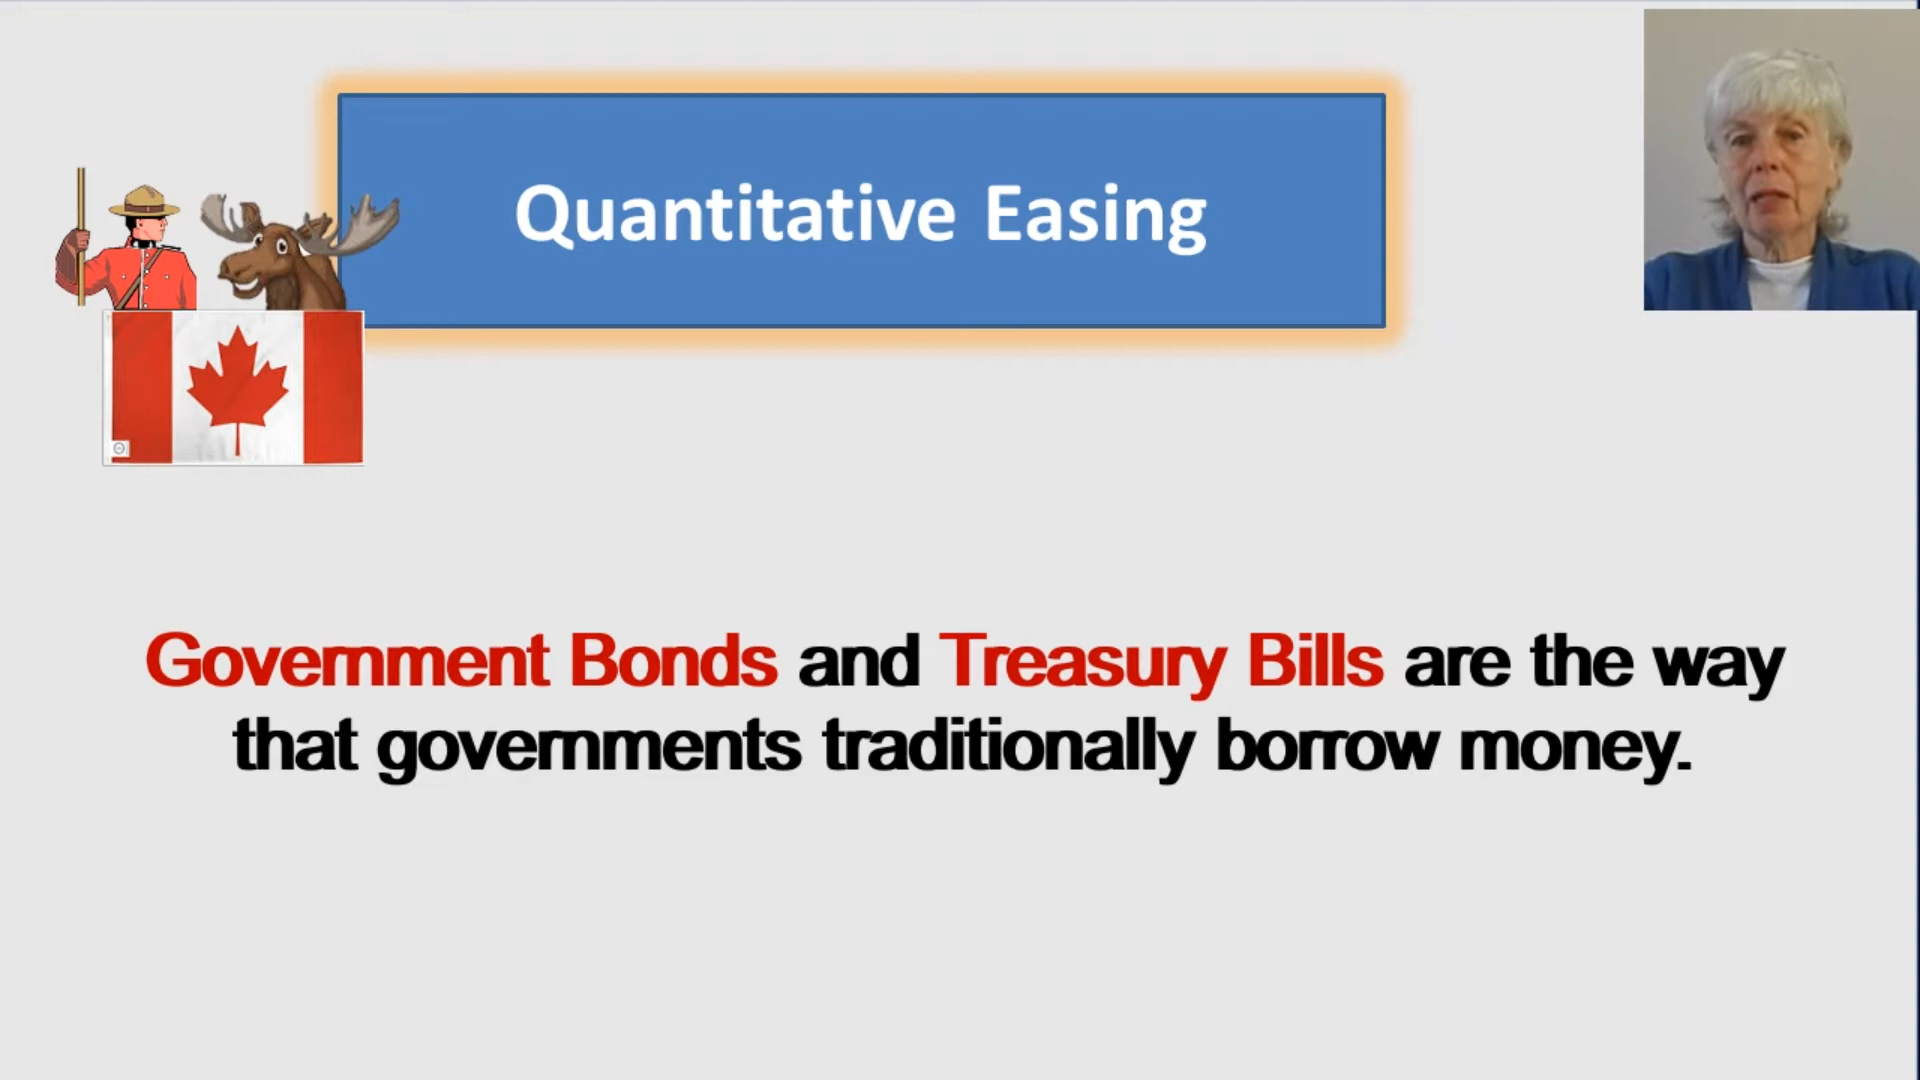 Quantitative Easing
Government Bonds and Treasury Bills are the way
that governments traditionally borrow money.